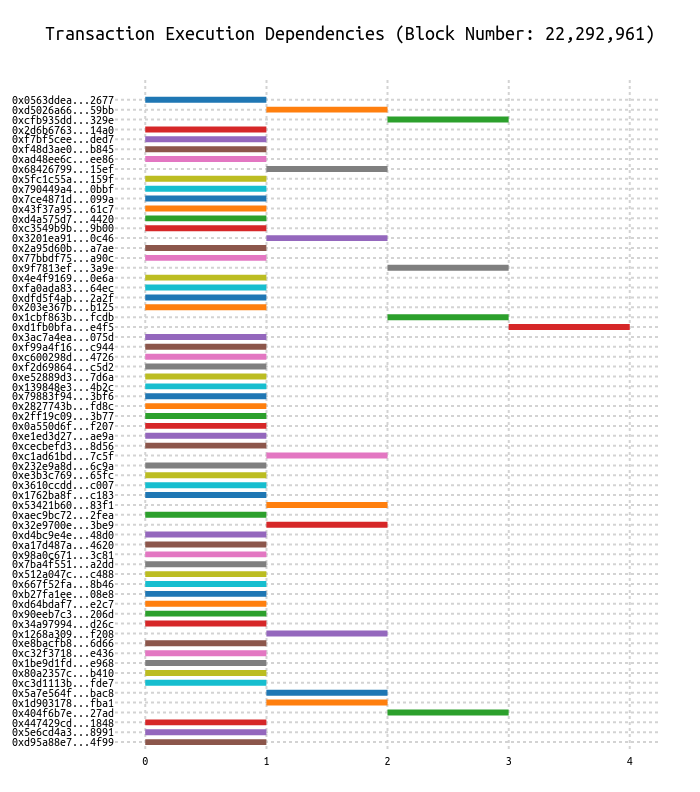 Transaction Execution Dependencies (Block Number: 22,292,961)
0x0563ddea...2677
0xd5026a66...59bb
0xcfb935dd...329e
0x2d6b6763...14a0
0xf7bf5cee...ded7
0xf48d3ae0...b845
0xad48ee6c...ee86
0x68426799...15ef
0x5fc1c55a...159f
0x790449a4...0bbf
0x7ce4871d...099a
0x43f37a95...61c7
0xd4a575d7...4420
0xc3549b9b...9b00
0x3201ea91...0c46
0x2a95d60b...a7ae
0x77bbdf75...a90c
0x9f7813ef...3a9e
0x4e4f9169...0e6a
0xfa0ada83...64ec
0xdfd5f4ab...2a2f
0x203e367b...b125
0x1cbf863b...fcdb
0xd1fb0bfa...e4f5
0x3ac7a4ea...075d
0xf99a4f16...c944
0xc600298d...4726
0xf2d69864...c5d2
0xe52889d3...7d6a
0x139848e3...4b2c
0x79883f94...3bf6
0x2827743b...fd8c
0x2ff19c09...3b77
0x0a550d6f...f207
0xe1ed3d27...ae9a
0xcecbefd3...8d56
0xc1ad61bd...7c5f
0x232e9a8d...6c9a
0xe3b3c769...65fc
0x3610ccdd...c007
0x1762ba8f...c183
0x53421b60...83f1
0xaec9bc72...2fea
0x32e9700e...3be9
0xd4bc9e4e...48d0
0xa17d487a...4620
0x98a0c671...3c81
0x7ba4f551...a2dd
0x512a047c...c488
0x667f52fa...8b46
0xb27fa1ee...08e8
0xd64bdaf7...e2c7
0x90eeb7c3...206d
0x34a97994...d26c
0x1268a309...f208
0xe8bacfb8...6d66
0xc32f3718...e436
0x1be9d1fd...e968
0x80a2357c...b410
0xc3d1113b...fde7
0x5a7e564f...bac8
0x1d903178...fba1
0x404f6b7e...27ad
0x447429cd...1848
0x5e6cd4a3...8991
0xd95a88e7...4f99
0 1 2 3 4